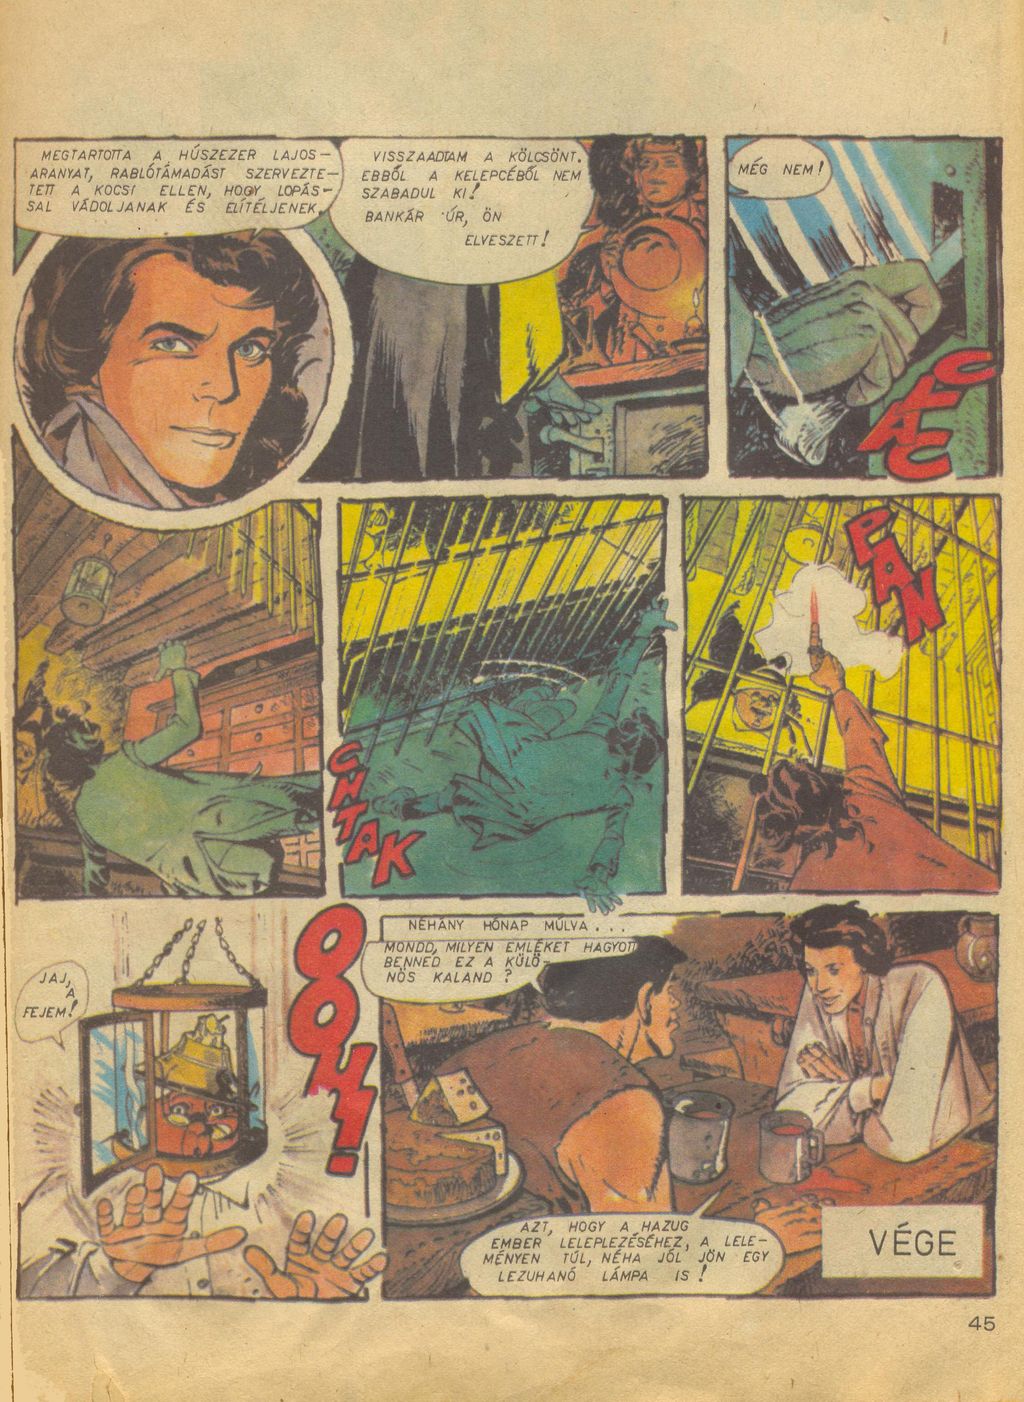 MEGTARTOTTA A HÚSZEZER LAJOS-
ARANYAT, RABLÓTÁMADÁST SZERVEZTE-
TETT A KOCSI ELLEN, HOGY LOPÁS-
SAL VÁDOLJANAK ÉS ELÍTÉLJENEK.
VISSZAADTAM A KÖLCSÖNT.
EBBŐL A KELEPCÉBŐL NEM
SZABADUL KI!
BANKÁR ÚR, ÖN
ELVESZETT!
MÉG NEM!
CLAC
CHTAK
PAN
JAJ,
A
FEJEM!
OOUH!
NÉHÁNY HÓNAP MÚLVA...
MONDD, MILYEN EMLÉKET HAGYOTT
BENNED EZ A KÜLÖ-
NÖS KALAND?
AZT, HOGY A HAZUG
EMBER LELEPLEZÉSÉHEZ, A LELE-
MÉNYEN TÚL, NÉHA JÓL JÖN EGY
LEZUHANÓ LÁMPA IS!
VÉGE
45